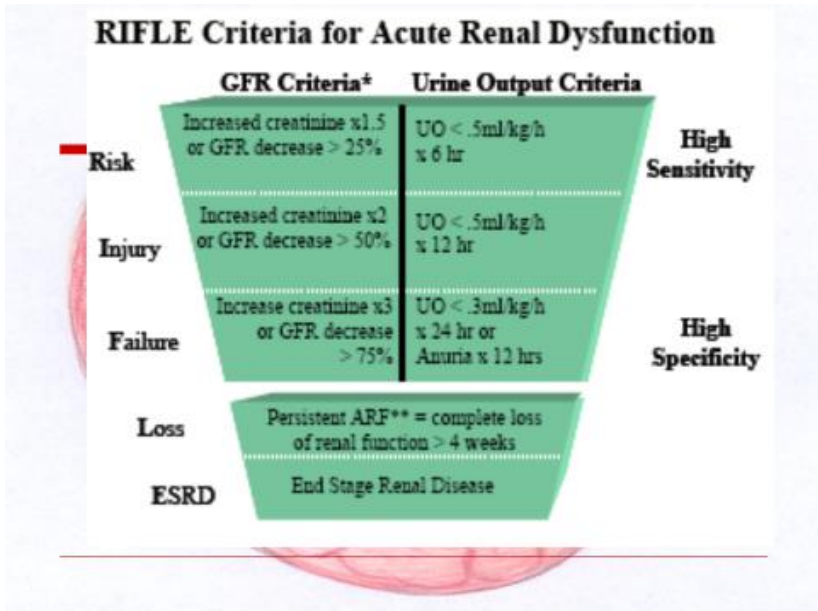 RIFLE Criteria for Acute Renal Dysfunction
GFR Criteria*
Urine Output Criteria
Risk
Increased creatinine x1.5
or GFR decrease > 25%
UO < .5ml/kg/h
x 6 hr
High
Sensitivity
Injury
Increased creatinine x2
or GFR decrease > 50%
UO < .5ml/kg/h
x 12 hr
Failure
Increase creatinine x3
or GFR decrease
> 75%
UO < .3ml/kg/h
x 24 hr or
Anuria x 12 hrs
High
Specificity
Loss
Persistent ARF** = complete loss
of renal function > 4 weeks
ESRD
End Stage Renal Disease